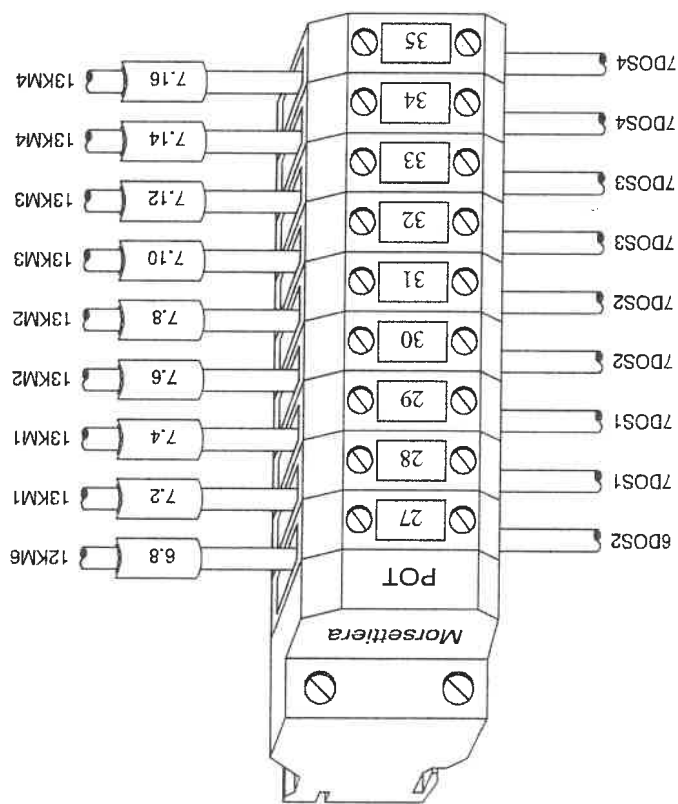 Morsettiera
POT
6DOS2 27 6.8 12KM6
7DOS1 28 7.2 13KM1
7DOS1 29 7.4 13KM1
7DOS2 30 7.6 13KM2
7DOS2 31 7.8 13KM2
7DOS3 32 7.10 13KM3
7DOS3 33 7.12 13KM3
7DOS4 34 7.14 13KM4
7DOS4 35 7.16 13KM4